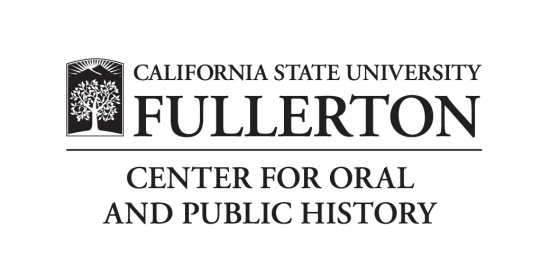 CALIFORNIA STATE UNIVERSITY
FULLERTON
CENTER FOR ORAL
AND PUBLIC HISTORY